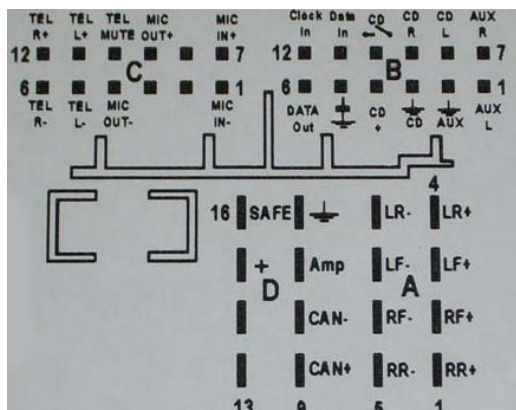 TEL TEL TEL MIC MIC
R+ L+ MUTE OUT+ IN+
12 7
C
6 1
TEL TEL MIC MIC
R- L- OUT- IN-
Clock Data CD CD CD AUX
In In R L R
12 7
B
6 1
DATA CD CD AUX AUX
Out + L
4
16 SAFE LR- LR+
+ Amp LF- LF+
D A
CAN- RF- RF+
CAN+ RR- RR+
13 9 5 1